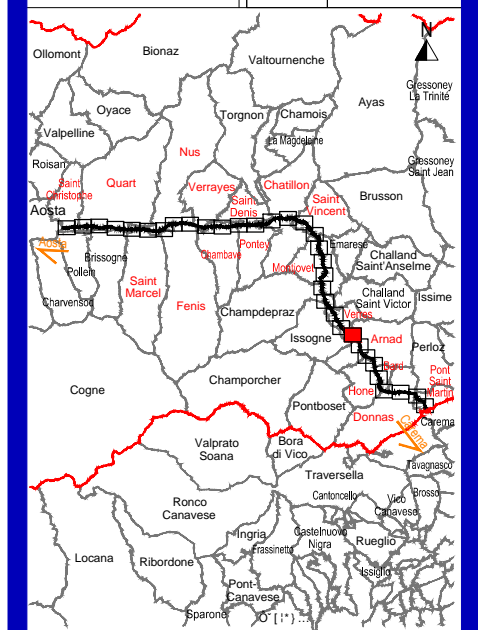 N
Ollomont
Bionaz
Valtournenche
Ayas
Gressoney
La Trinité
Oyace
Torgnon
Chamois
Valpelline
La Magdeleine
Nus
Roisan
Gressoney
Saint Jean
Saint
Christophe
Quart
Verrayes
Chatillon
Brusson
Saint
Denis
Saint
Vincent
Aosta
Aosta
Brissogne
Chambave
Pontey
Emarese
Pollein
Saint
Marcel
Montjovet
Challand
Saint'Anselme
Charvensod
Fenis
Champdepraz
Challand
Saint Victor
Issime
Verres
Issogne
Arnad
Perloz
Bard
Pont
Saint
Martin
Cogne
Champorcher
Hone
Pontboset
Donnas
Carema
Carema
Valprato
Soana
Bora
di Vico
Tavagnasco
Traversella
Cantoncello
Brosso
Vico
Canavese
Ronco
Canavese
Ingria
Castelnuovo
Nigra
Rueglio
Frassinetto
Locana
Ribordone
Issiglio
Pont-
Canavese
Sparone